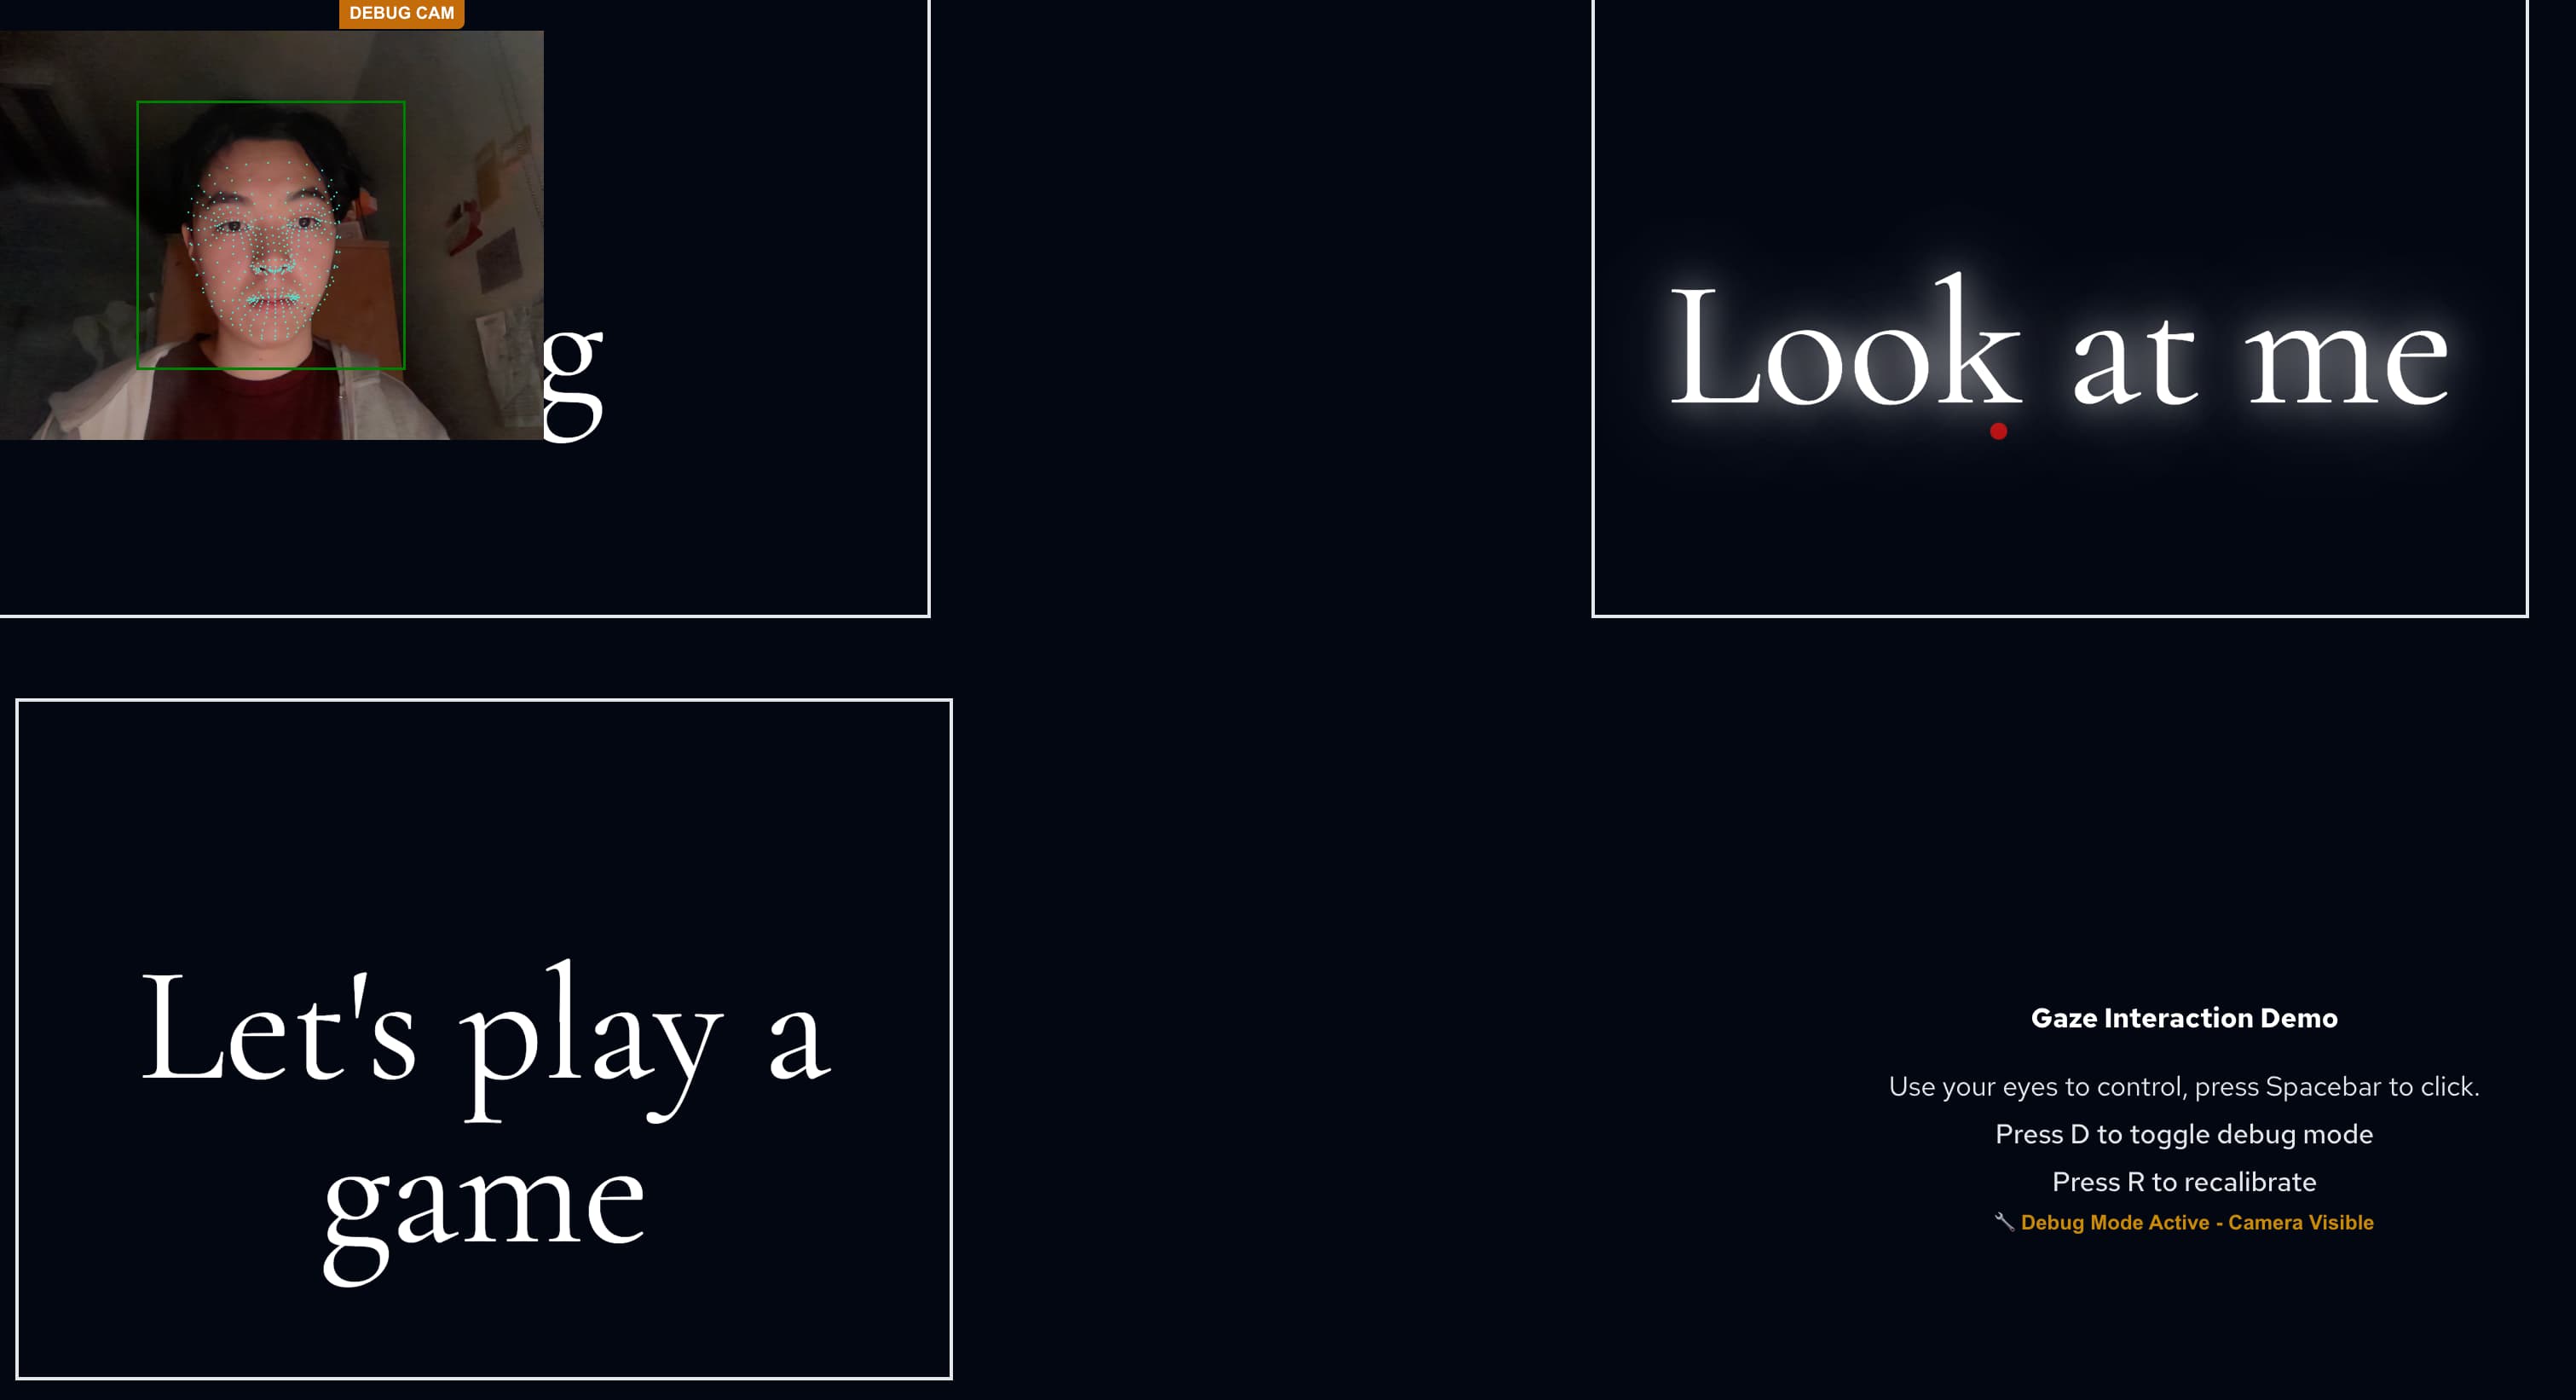 DEBUG CAM
g
Look at me
Let's play a
game
Gaze Interaction Demo
Use your eyes to control, press Spacebar to click.
Press D to toggle debug mode
Press R to recalibrate
🔧 Debug Mode Active - Camera Visible